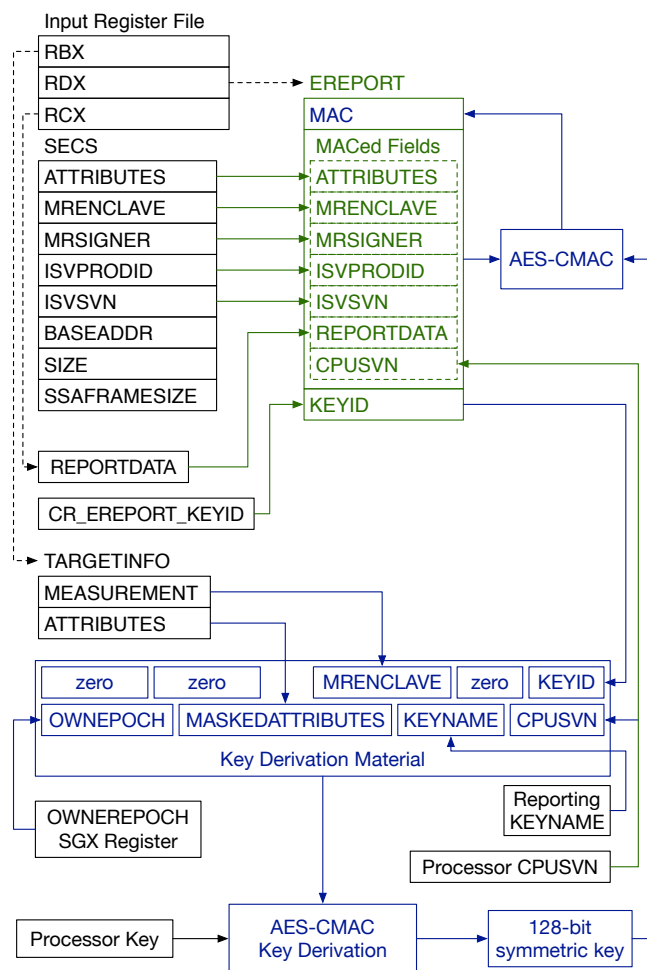 Input Register File
RBX
RDX
RCX
EREPORT
MAC
SECS
ATTRIBUTES
MRENCLAVE
MRSIGNER
ISVPRODID
ISVSVN
BASEADDR
SIZE
SSAFRAMESIZE
MACed Fields
ATTRIBUTES
MRENCLAVE
MRSIGNER
ISVPRODID
ISVSVN
REPORTDATA
CPUSVN
KEYID
AES-CMAC
REPORTDATA
CR_EREPORT_KEYID
TARGETINFO
MEASUREMENT
ATTRIBUTES
zero
zero
MRENCLAVE
zero
KEYID
OWNEPOCH
MASKEDATTRIBUTES
KEYNAME
CPUSVN
Key Derivation Material
OWNEREPOCH
SGX Register
Reporting
KEYNAME
Processor CPUSVN
Processor Key
AES-CMAC
Key Derivation
128-bit
symmetric key